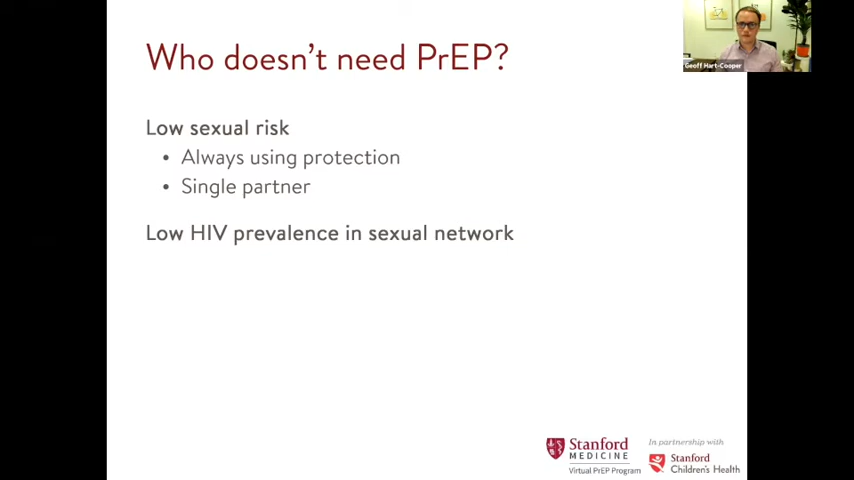 Who doesn't need PrEP?
Geoff Hart-Cooper
Low sexual risk
• Always using protection
• Single partner
Low HIV prevalence in sexual network
Stanford
MEDICINE
Virtual PrEP Program
In partnership with
Stanford
Children's Health